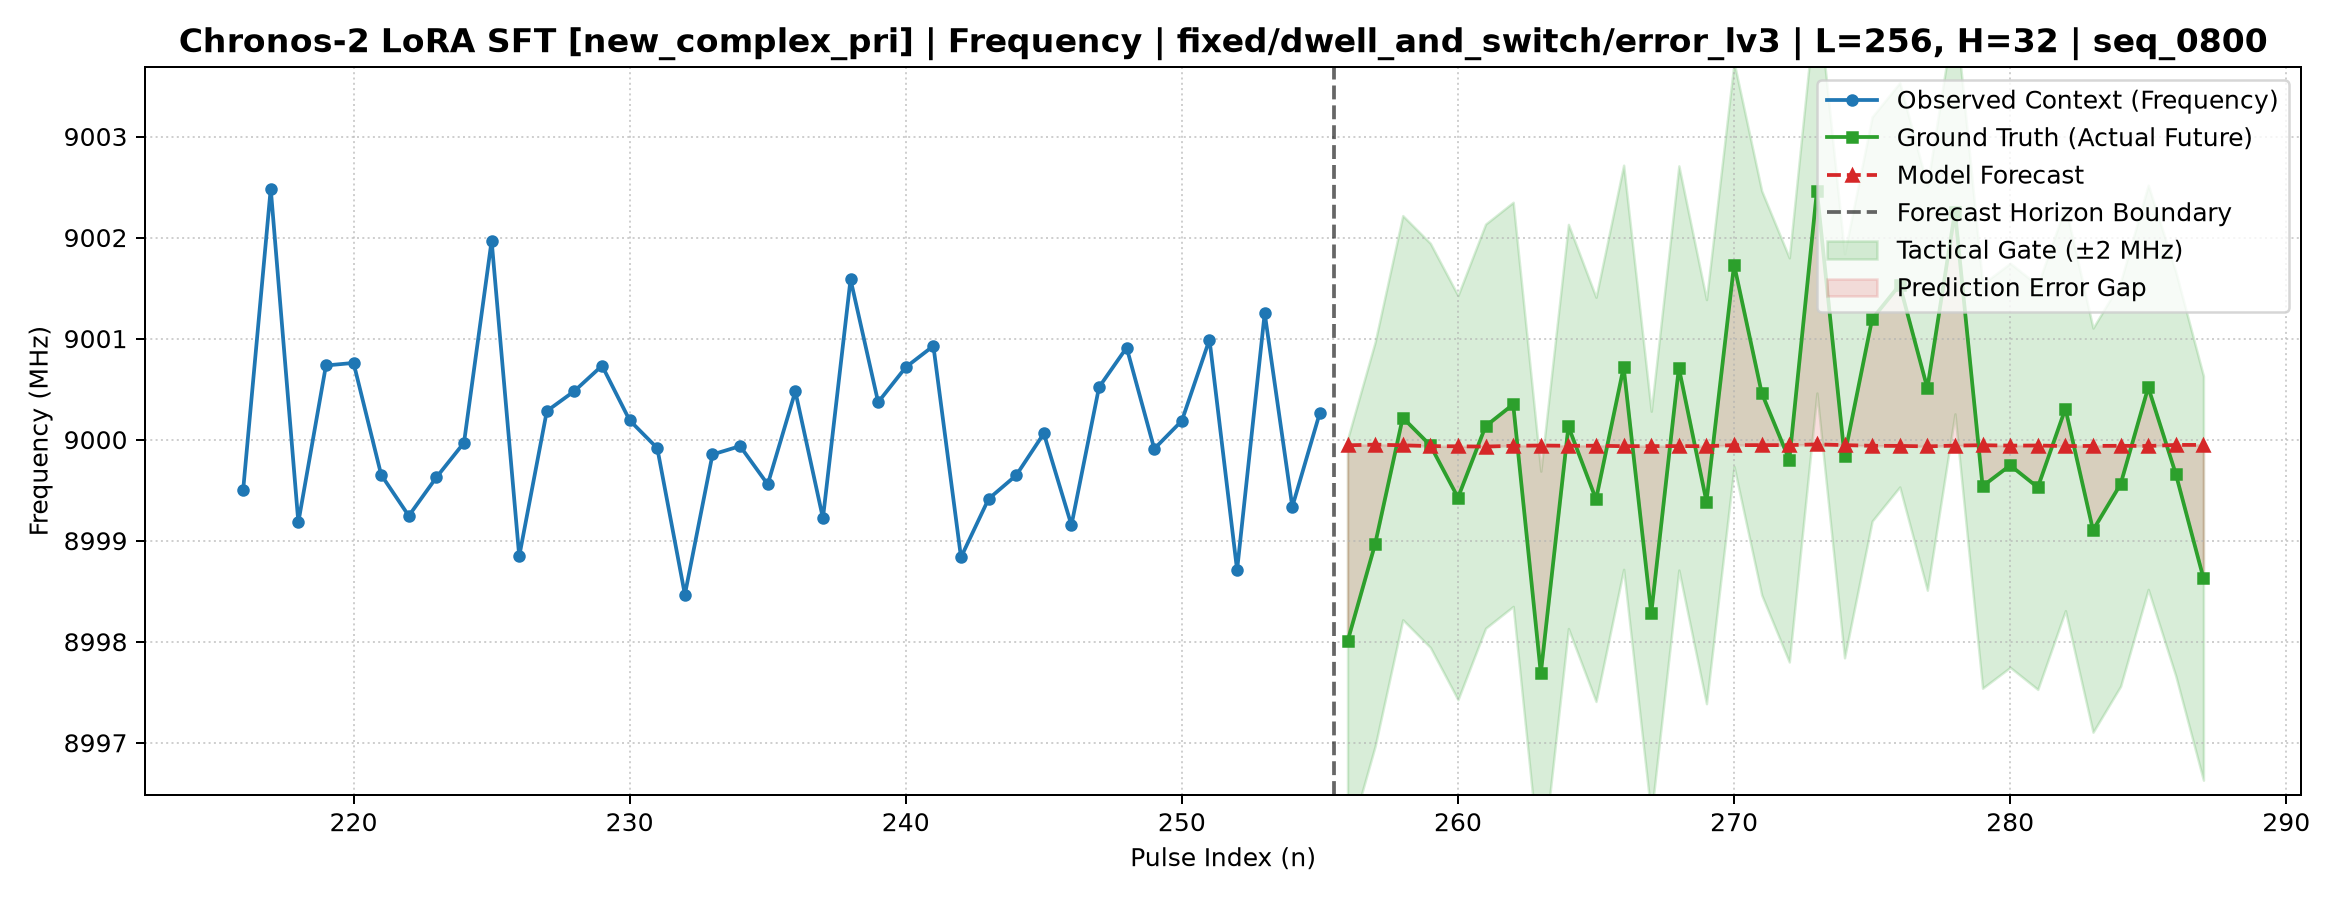 Chronos-2 LoRA SFT [new_complex_pri] | Frequency | fixed/dwell_and_switch/error_lv3 | L=256, H=32 | seq_0800
Observed Context (Frequency)
Ground Truth (Actual Future)
Model Forecast
Forecast Horizon Boundary
Tactical Gate (±2 MHz)
Prediction Error Gap
Frequency (MHz)
9003
9002
9001
9000
8999
8998
8997
220 230 240 250 260 270 280 290
Pulse Index (n)